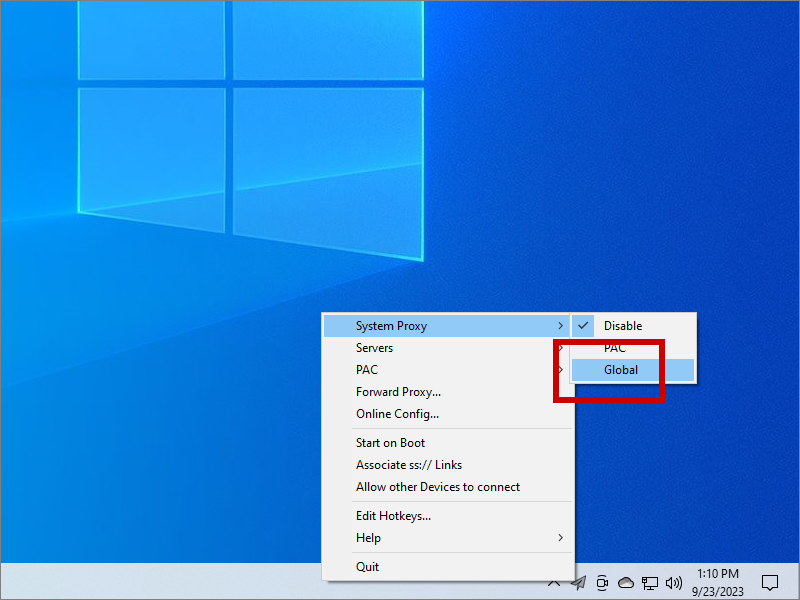 System Proxy
Disable
Servers
PAC
PAC
Global
Forward Proxy...
Online Config...
Start on Boot
Associate ss:// Links
Allow other Devices to connect
Edit Hotkeys...
Help
Quit
1:10 PM
9/23/2023